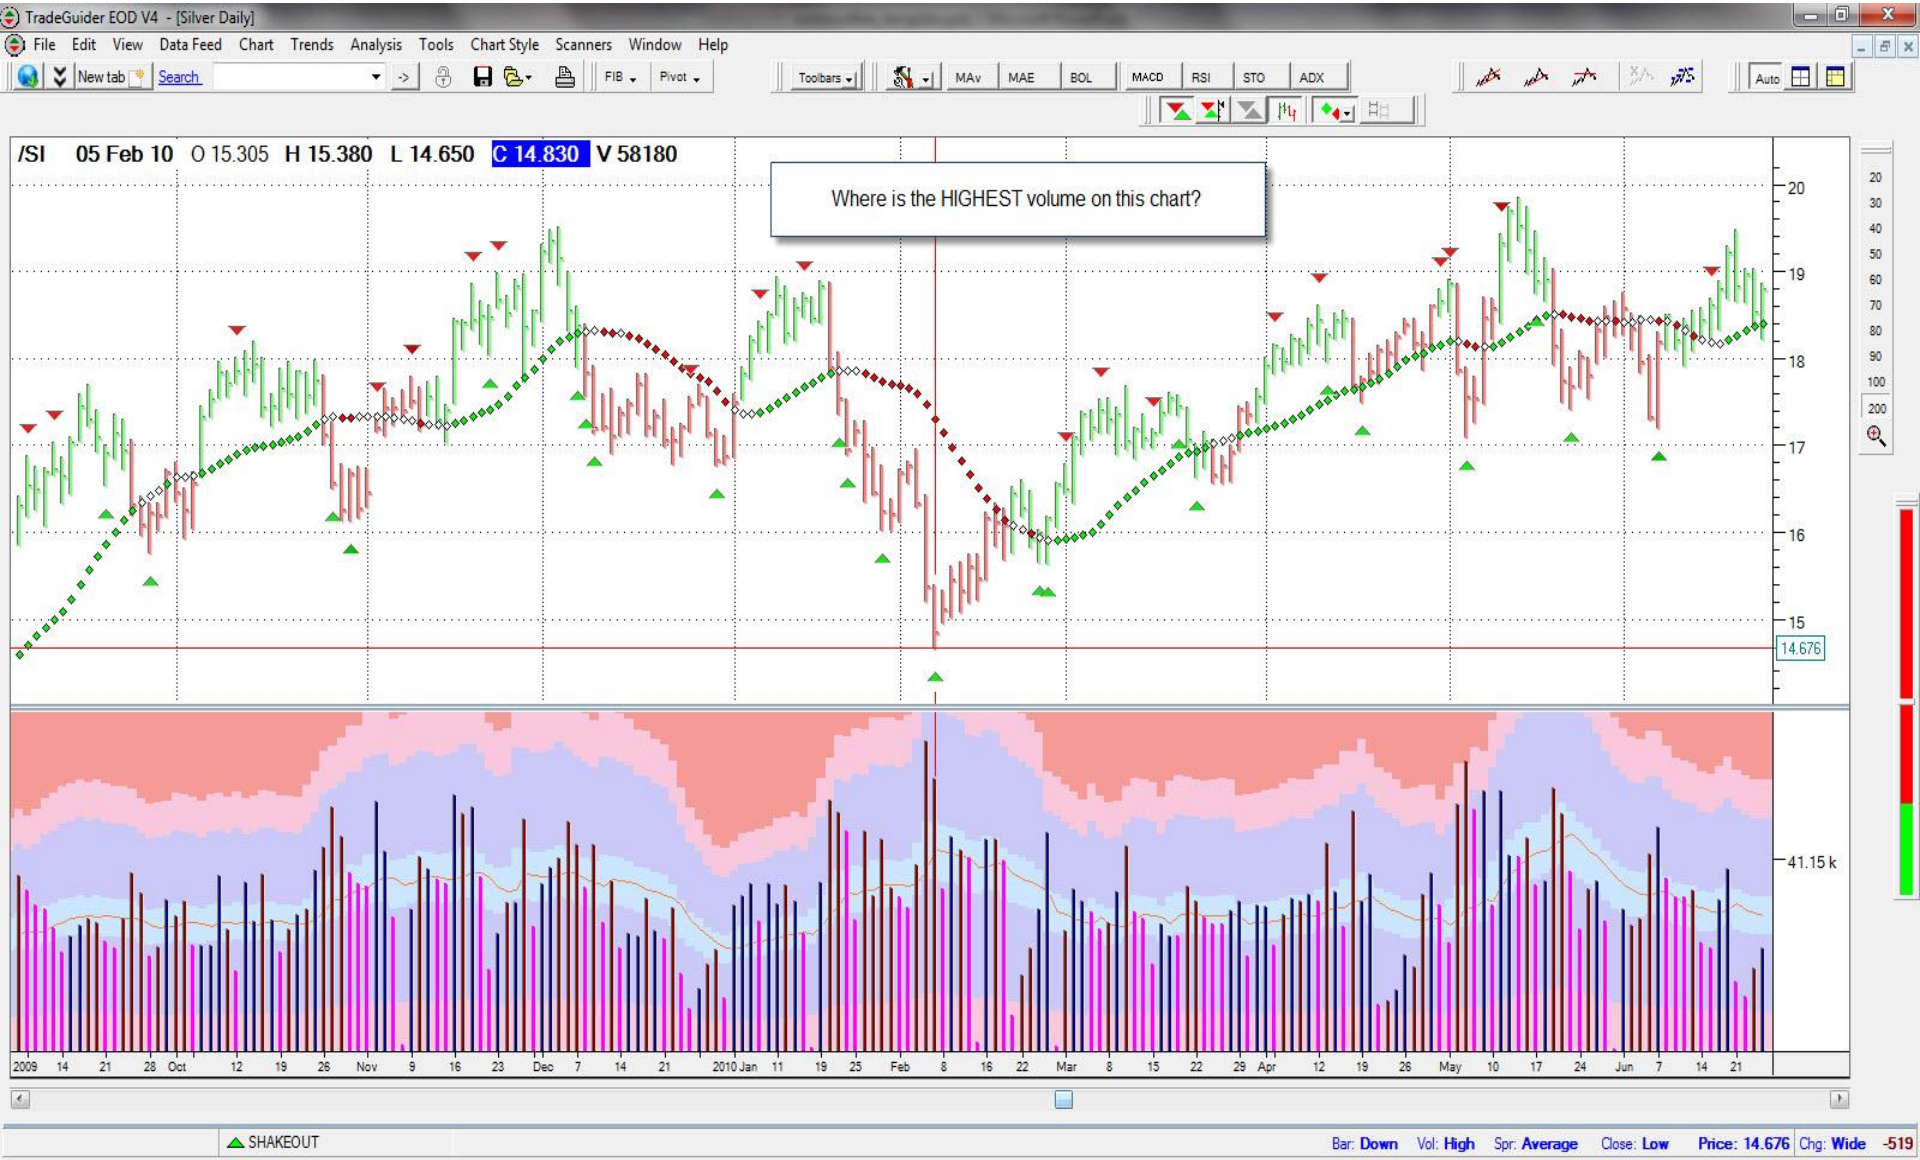 TradeGuider EOD V4 - [Silver Daily]
File Edit View Data Feed Chart Trends Analysis Tools Chart Style Scanners Window Help
New tab Search -> FIB Pivot Toolbars MAv MAE BOL MACD RSI STO ADX Auto
/SI 05 Feb 10 O 15.305 H 15.380 L 14.650 C 14.830 V 58180
Where is the HIGHEST volume on this chart?
20
19
18
17
16
15
14.676
20
30
40
50
60
70
80
90
100
200
41.15 k
2009 14 21 28 Oct 12 19 26 Nov 9 16 23 Dec 7 14 21 2010 Jan 11 19 25 Feb 8 16 22 Mar 8 15 22 29 Apr 12 19 26 May 10 17 24 Jun 7 14 21
SHAKEOUT
Bar: Down Vol: High Spr: Average Close: Low Price: 14.676 Chg: Wide -519